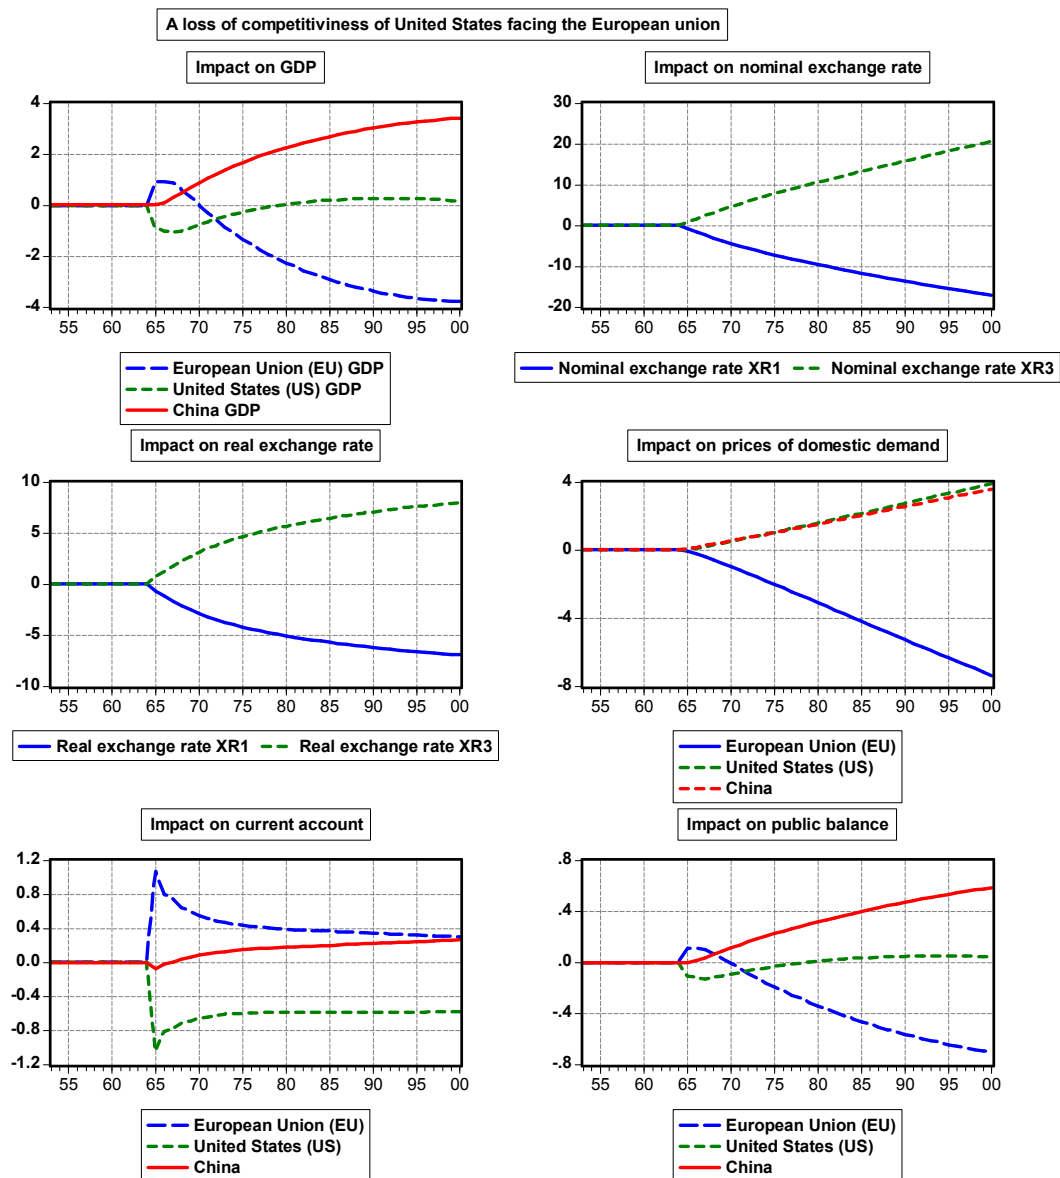 A loss of competitiviness of United States facing the European union
Impact on GDP
4
2
0
-2
-4
55 60 65 70 75 80 85 90 95 00
European Union (EU) GDP
United States (US) GDP
China GDP
Impact on nominal exchange rate
30
20
10
0
-10
-20
55 60 65 70 75 80 85 90 95 00
Nominal exchange rate XR1 Nominal exchange rate XR3
Impact on real exchange rate
10
5
0
-5
-10
55 60 65 70 75 80 85 90 95 00
Real exchange rate XR1 Real exchange rate XR3
Impact on prices of domestic demand
4
0
-4
-8
55 60 65 70 75 80 85 90 95 00
European Union (EU)
United States (US)
China
Impact on current account
1.2
0.8
0.4
0.0
-0.4
-0.8
-1.2
55 60 65 70 75 80 85 90 95 00
European Union (EU)
United States (US)
China
Impact on public balance
.8
.4
.0
-.4
-.8
55 60 65 70 75 80 85 90 95 00
European Union (EU)
United States (US)
China